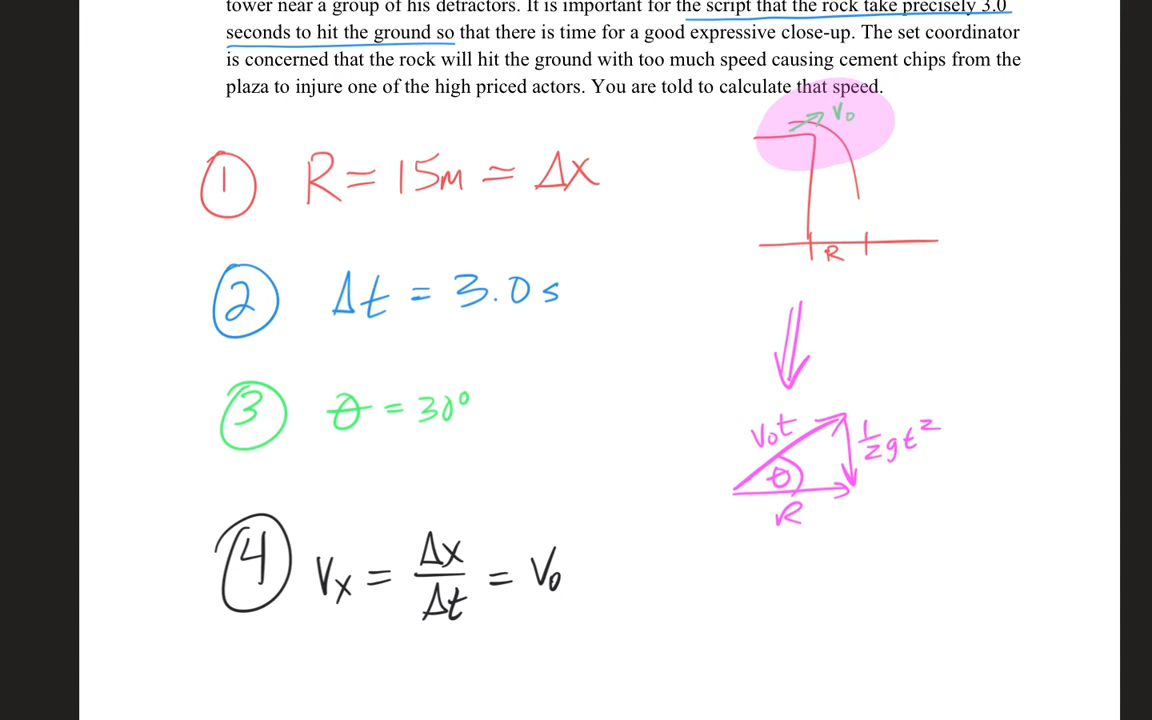 tower near a group of his detractors. It is important for the script that the rock take precisely 3.0
seconds to hit the ground so that there is time for a good expressive close-up. The set coordinator
is concerned that the rock will hit the ground with too much speed causing cement chips from the
plaza to injure one of the high priced actors. You are told to calculate that speed.
V₀
① R = 15m = Δx
R
② Δt = 3.0 s
③ θ = 30°
V₀t
½gt²
θ
R
④ Vx = Δx/Δt = V₀